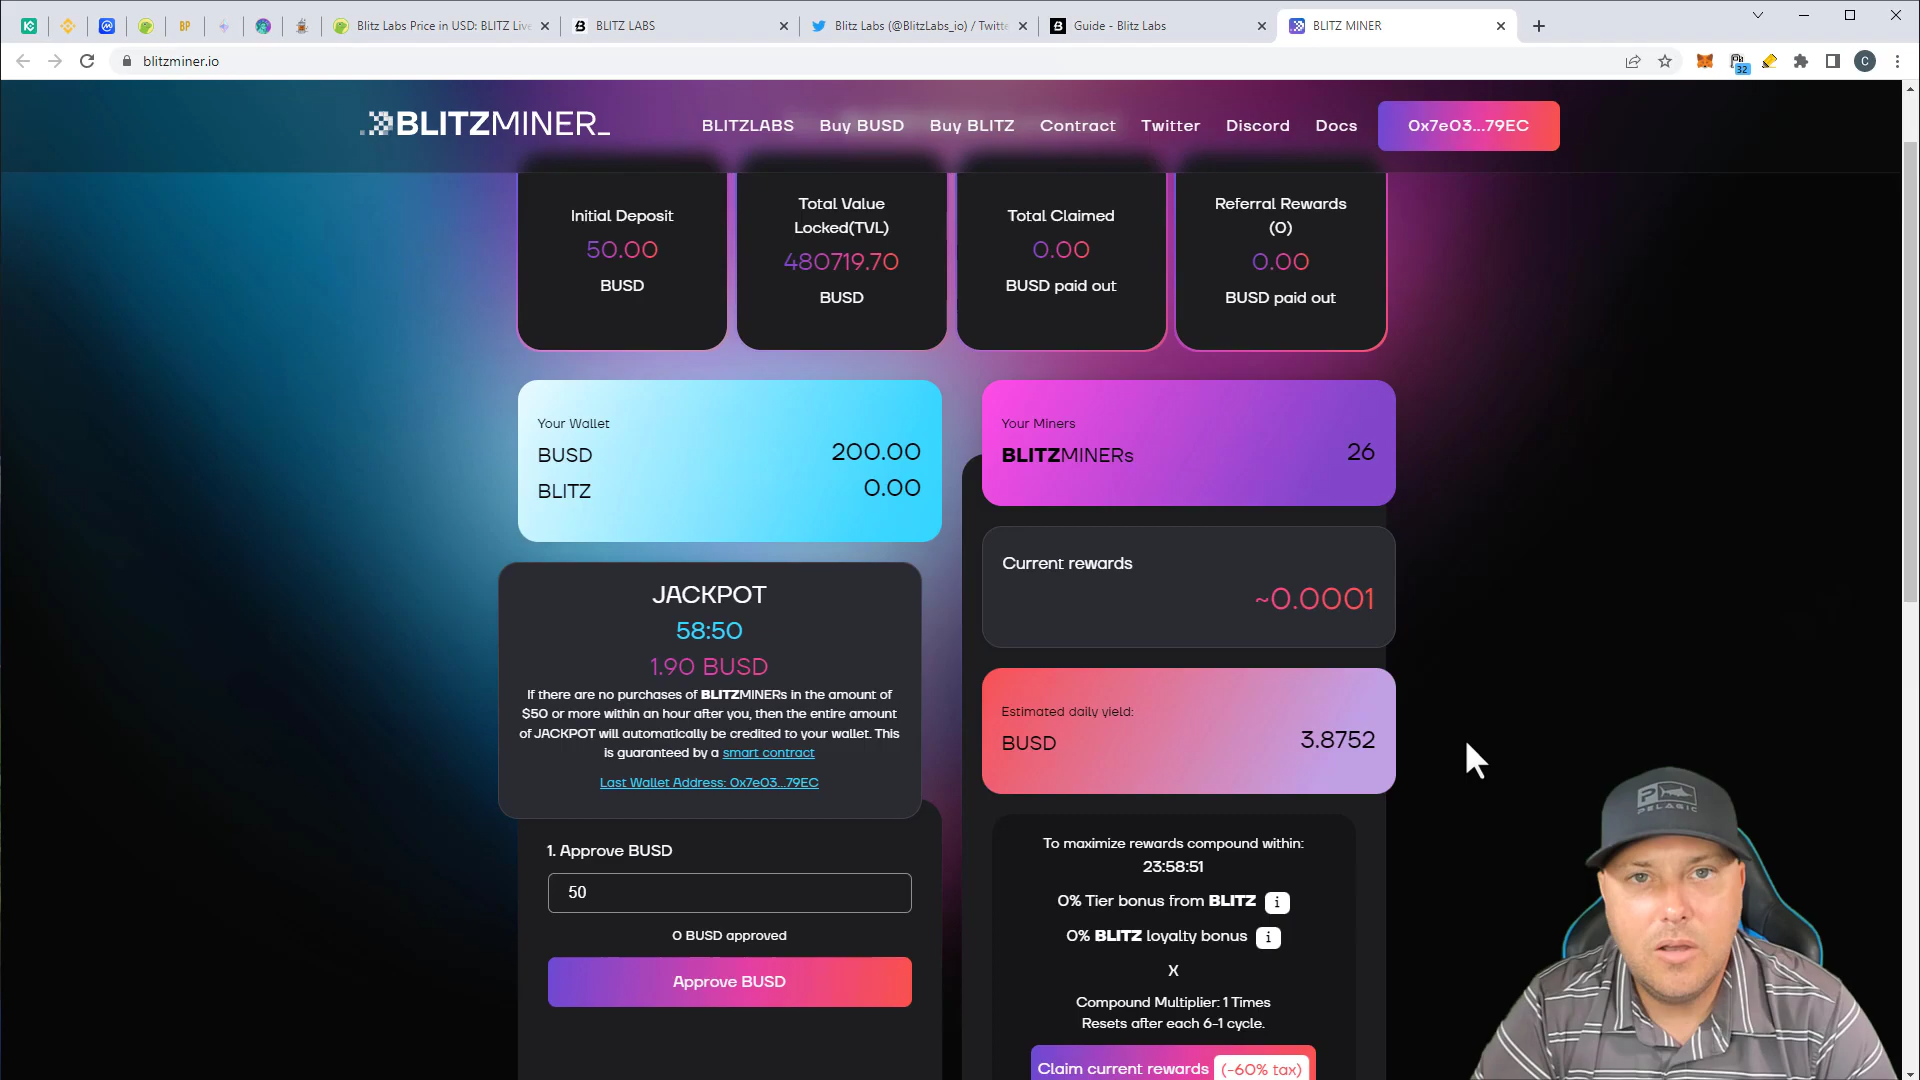 BP
Blitz Labs Price in USD: BLITZ Live
BLITZ LABS
Blitz Labs (@BlitzLabs_io) / Twitte
Guide - Blitz Labs
BLITZ MINER
blitzminer.io
32
C
BLITZMINER_
BLITZLABS
Buy BUSD
Buy BLITZ
Contract
Twitter
Discord
Docs
0x7e03...79EC
Initial Deposit
50.00
BUSD
Total Value
Locked(TVL)
480719.70
BUSD
Total Claimed
0.00
BUSD paid out
Referral Rewards
(0)
0.00
BUSD paid out
Your Wallet
BUSD 200.00
BLITZ 0.00
Your Miners
BLITZMINERs 26
Current rewards
~0.0001
JACKPOT
58:50
1.90 BUSD
If there are no purchases of BLITZMINERs in the amount of
$50 or more within an hour after you, then the entire amount
of JACKPOT will automatically be credited to your wallet. This
is guaranteed by a smart contract
Last Wallet Address: 0x7e03...79EC
Estimated daily yield:
BUSD 3.8752
1. Approve BUSD
50
0 BUSD approved
Approve BUSD
To maximize rewards compound within:
23:58:51
0% Tier bonus from BLITZ i
0% BLITZ loyalty bonus i
X
Compound Multiplier: 1 Times
Resets after each 6-1 cycle.
Claim current rewards (-60% tax)
PELAGIC